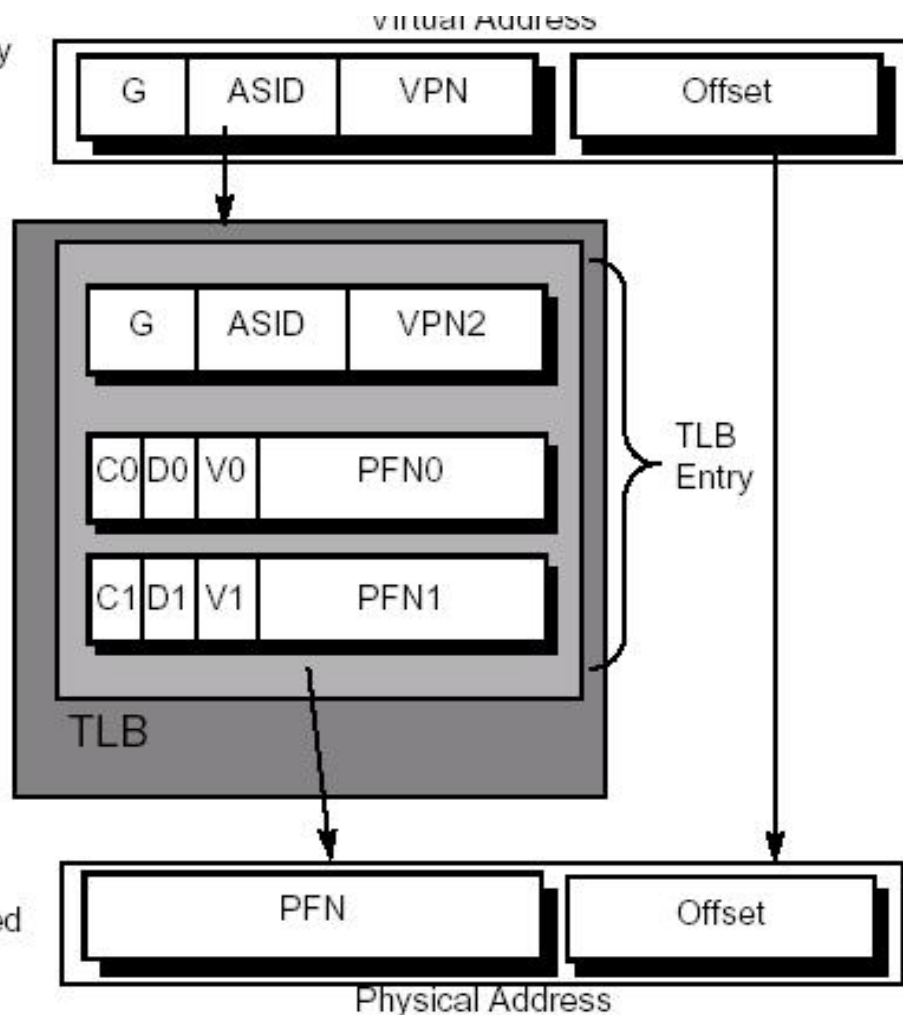 Virtual Address
G ASID VPN Offset
G ASID VPN2
C0 D0 V0 PFN0
TLB
Entry
C1 D1 V1 PFN1
TLB
PFN Offset
Physical Address